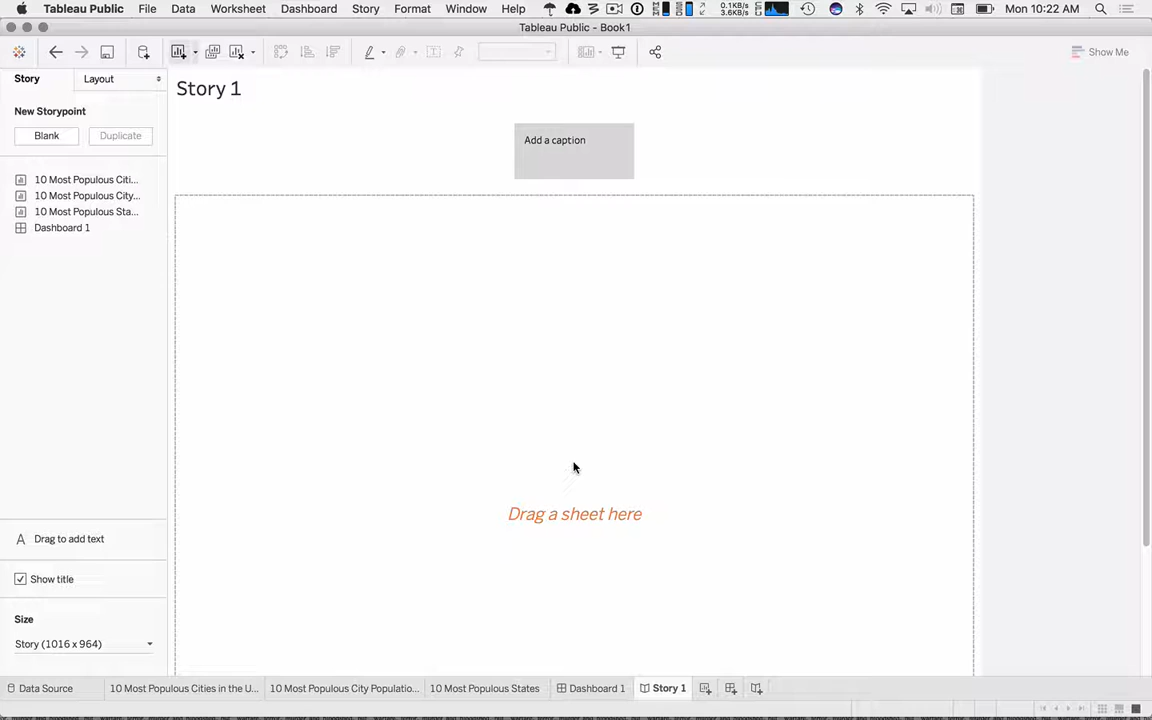 Tableau Public File Data Worksheet Dashboard Story Format Window Help 0.1KB/s 3.6KB/s Mon 10:22 AM
Tableau Public - Book1
Show Me
Story Layout
Story 1
New Storypoint
Blank Duplicate
Add a caption
10 Most Populous Citi...
10 Most Populous City...
10 Most Populous Sta...
Dashboard 1
Drag a sheet here
A Drag to add text
Show title
Size
Story (1016 x 964)
Data Source 10 Most Populous Cities in the U... 10 Most Populous City Populatio... 10 Most Populous States Dashboard 1 Story 1